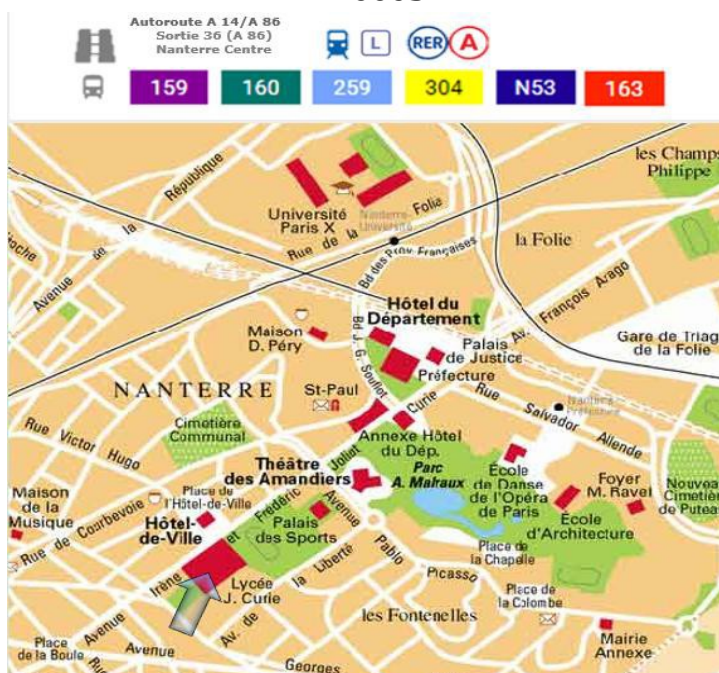 Autoroute A 14/A 86
Sortie 36 (A 86)
Nanterre Centre
L
RER A
159
160
259
304
N53
163
les Champs
Philippe
République
la
de
Avenue
Université
Paris X
Nanterre
Université
Rue de la Folie
Bd des Prov. Françaises
la Folie
Av. François Arago
Hôtel du
Département
Maison
D. Péry
Bd J. G. Souflot
Palais
de Justice
Préfecture
Gare de Triag
de la Folie
NANTERRE
St-Paul
Curie
Rue Salvador Allende
Nanterre
Préfecture
Rue Victor Hugo
Cimetière
Communal
Annexe Hôtel
du Dép.
Joliot
Théâtre
des Amandiers
Parc
A. Malraux
École
de Danse
de l'Opéra
de Paris
Foyer
M. Ravel
Nouveau
Cimetière
de Puteaux
Maison
de la
Musique
Rue de Courbevoie
Place de
l'Hôtel-de-Ville
Hôtel-
de-Ville
Irène et Frédéric
Palais
des Sports
Avenue Pablo Picasso
École
d'Architecture
Place de
la Chapelle
Lycée
J. Curie
Av. de la Liberté
les Fontenelles
Place de
la Colombe
Mairie
Annexe
Place
de la Boule
Avenue
Rue
Avenue
Georges